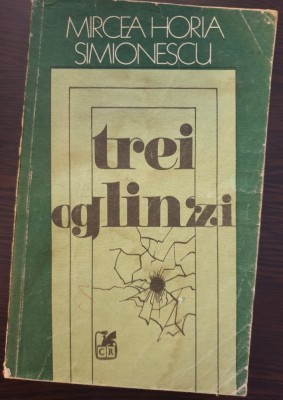 MIRCEA HORIA
SIMIONESCU
trei
oglinzi
CR